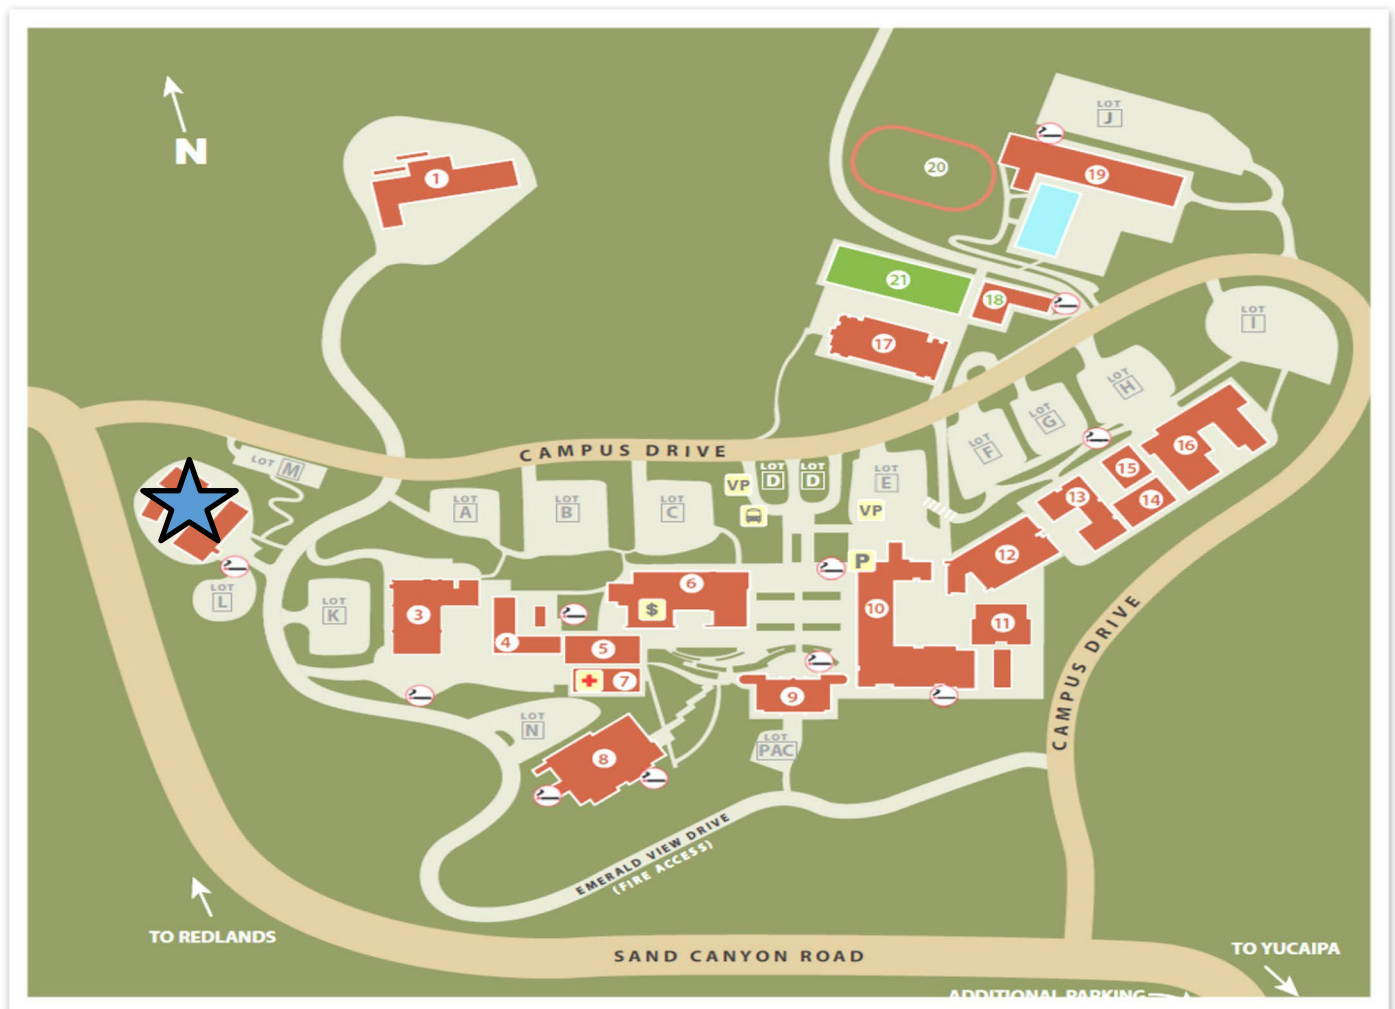 LOT
J
N
1
20
19
21
18
LOT
I
17
LOT
H
LOT
G
CAMPUS DRIVE
LOT
F
16
LOT
M
LOT
D
LOT
D
15
VP
LOT
E
13
14
LOT
A
LOT
B
LOT
C
VP
12
P
6
LOT
L
LOT
K
3
$
10
11
4
5
7
9
CAMPUS DRIVE
LOT
N
LOT
PAC
8
EMERALD VIEW DRIVE
(FIRE ACCESS)
TO REDLANDS
SAND CANYON ROAD
TO YUCAIPA
ADDITIONAL PARKING